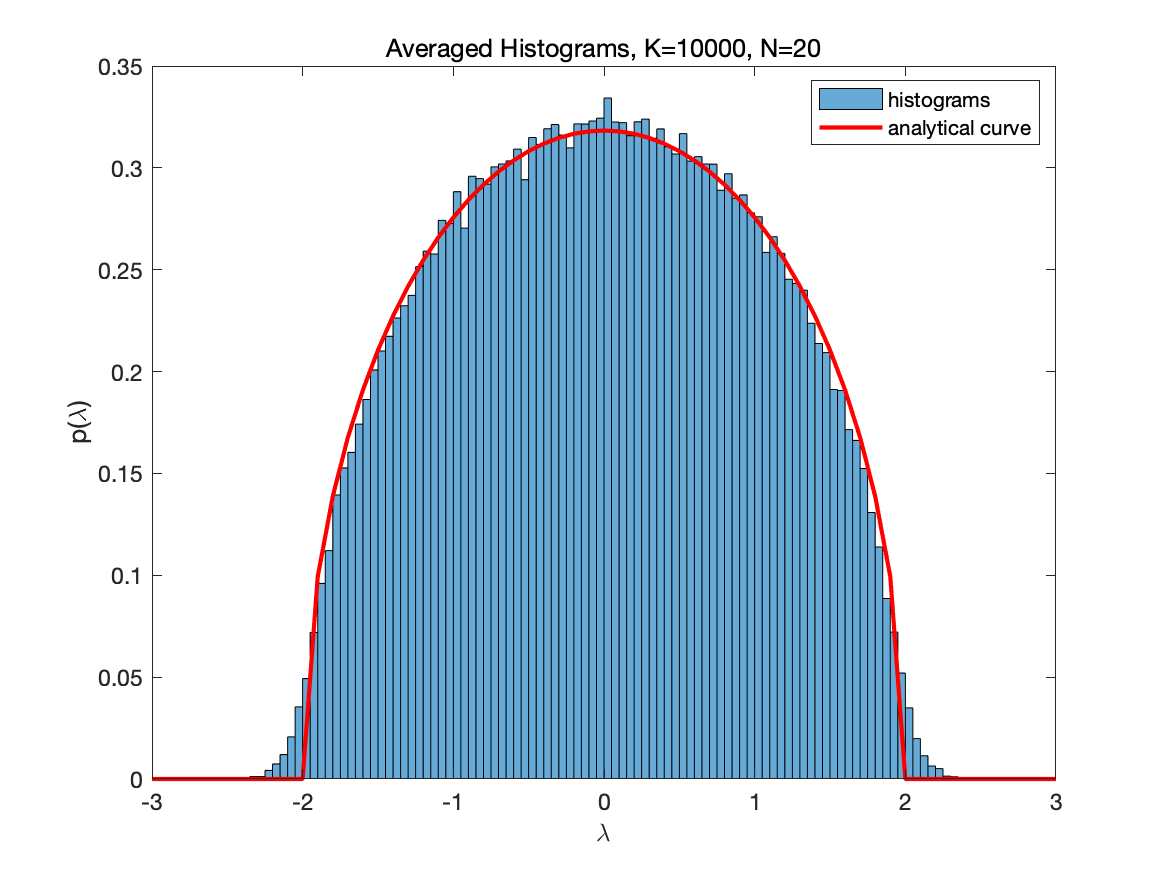 Averaged Histograms, K=10000, N=20
histograms
analytical curve
0.35
0.3
0.25
0.2
0.15
0.1
0.05
0
p(λ)
-3 -2 -1 0 1 2 3
λ